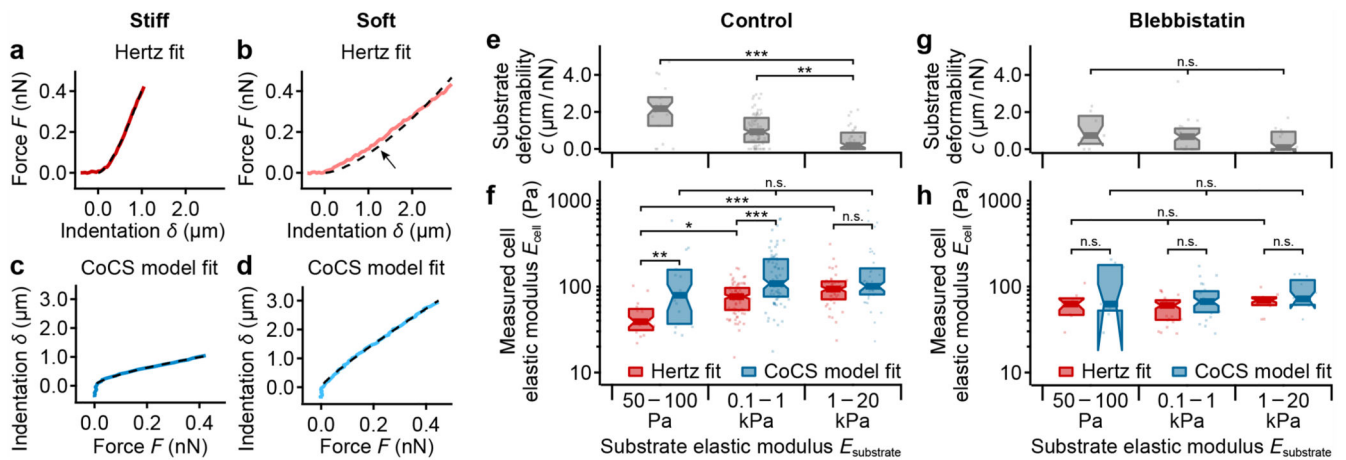 Stiff
Soft
Control
Blebbistatin
a
Hertz fit
Force F (nN)
0.4
0.2
0.0
0.0 1.0 2.0
Indentation δ (μm)
b
Hertz fit
Force F (nN)
0.4
0.2
0.0
0.0 1.0 2.0
Indentation δ (μm)
c
CoCS model fit
Indentation δ (μm)
3.0
2.0
1.0
0.0
0.0 0.2 0.4
Force F (nN)
d
CoCS model fit
Indentation δ (μm)
3.0
2.0
1.0
0.0
0.0 0.2 0.4
Force F (nN)
e
Substrate
deformability
c (μm/nN)
4.0
2.0
0.0
***
**
f
Measured cell
elastic modulus Ecell (Pa)
1000
100
10
n.s.
***
* *** n.s.
**
Hertz fit CoCS model fit
50–100
Pa
0.1–1
kPa
1–20
kPa
Substrate elastic modulus Esubstrate
g
Substrate
deformability
c (μm/nN)
4.0
2.0
0.0
n.s.
h
Measured cell
elastic modulus Ecell (Pa)
1000
100
10
n.s.
n.s.
n.s. n.s. n.s.
Hertz fit CoCS model fit
50–100
Pa
0.1–1
kPa
1–20
kPa
Substrate elastic modulus Esubstrate